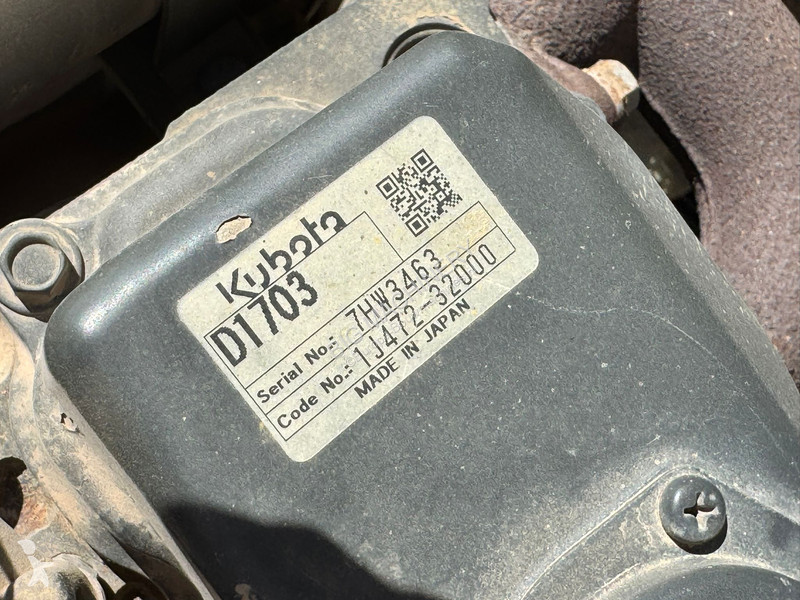 Kubota
D1703
Serial No.: 7HW3463
Code No.: 1J472-32000
MADE IN JAPAN